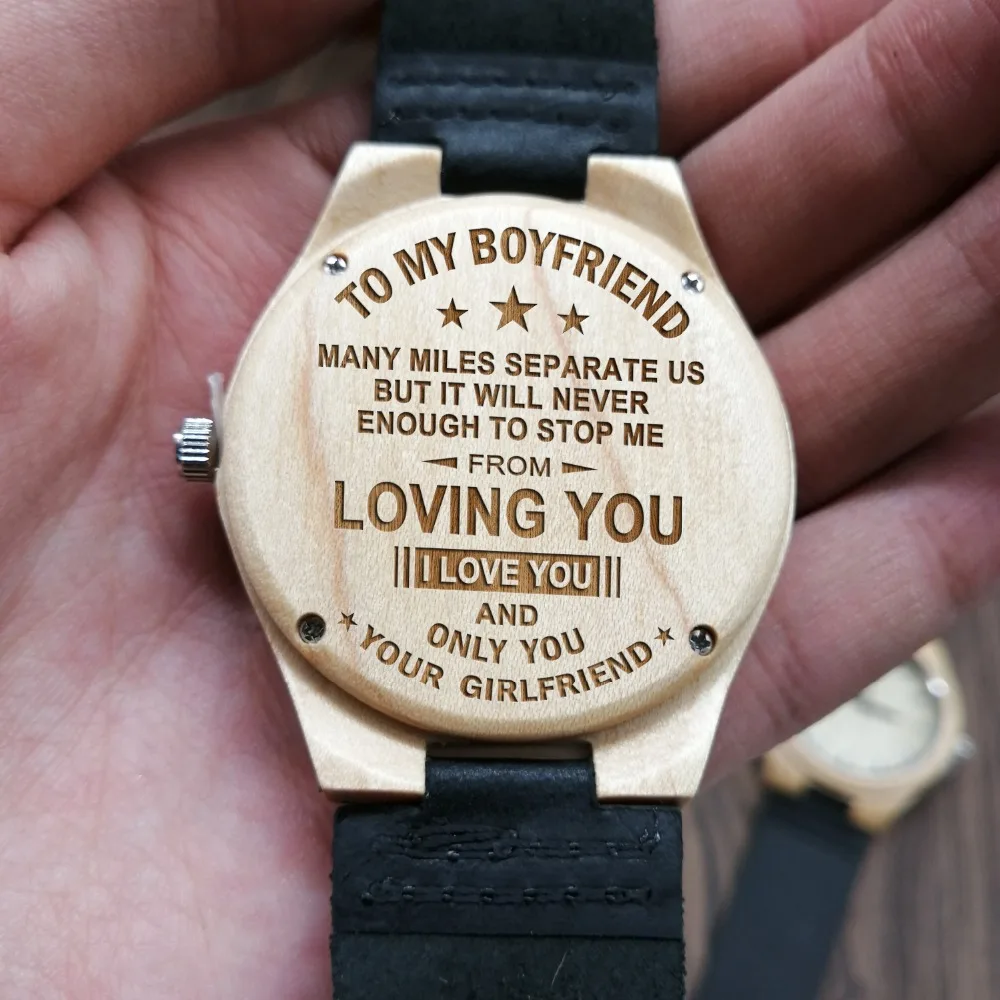 TO MY BOYFRIEND
MANY MILES SEPARATE US
BUT IT WILL NEVER
ENOUGH TO STOP ME
FROM
LOVING YOU
I LOVE YOU
AND
ONLY YOU
YOUR GIRLFRIEND